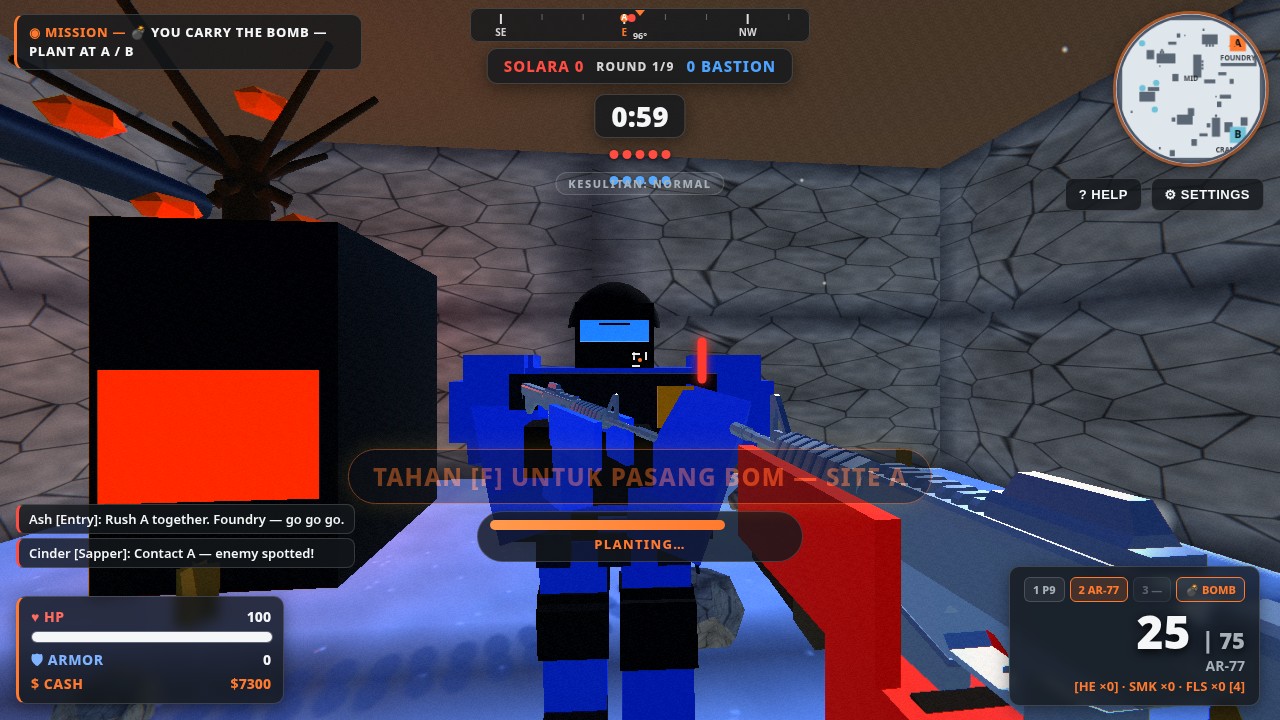 ◉ MISSION — 💣 YOU CARRY THE BOMB —
PLANT AT A / B
SE
A
E
96°
NW
SOLARA 0 ROUND 1/9 0 BASTION
0:59
KESULITAN: NORMAL
A
FOUNDRY
MID
B
? HELP
⚙ SETTINGS
TAHAN [F] UNTUK PASANG BOM — SITE A
PLANTING…
Ash [Entry]: Rush A together. Foundry — go go go.
Cinder [Sapper]: Contact A — enemy spotted!
♥ HP 100
🛡 ARMOR 0
$ CASH $7300
1 P9 2 AR-77 3 — 💣 BOMB
25 | 75
AR-77
[HE ×0] · SMK ×0 · FLS ×0 [4]